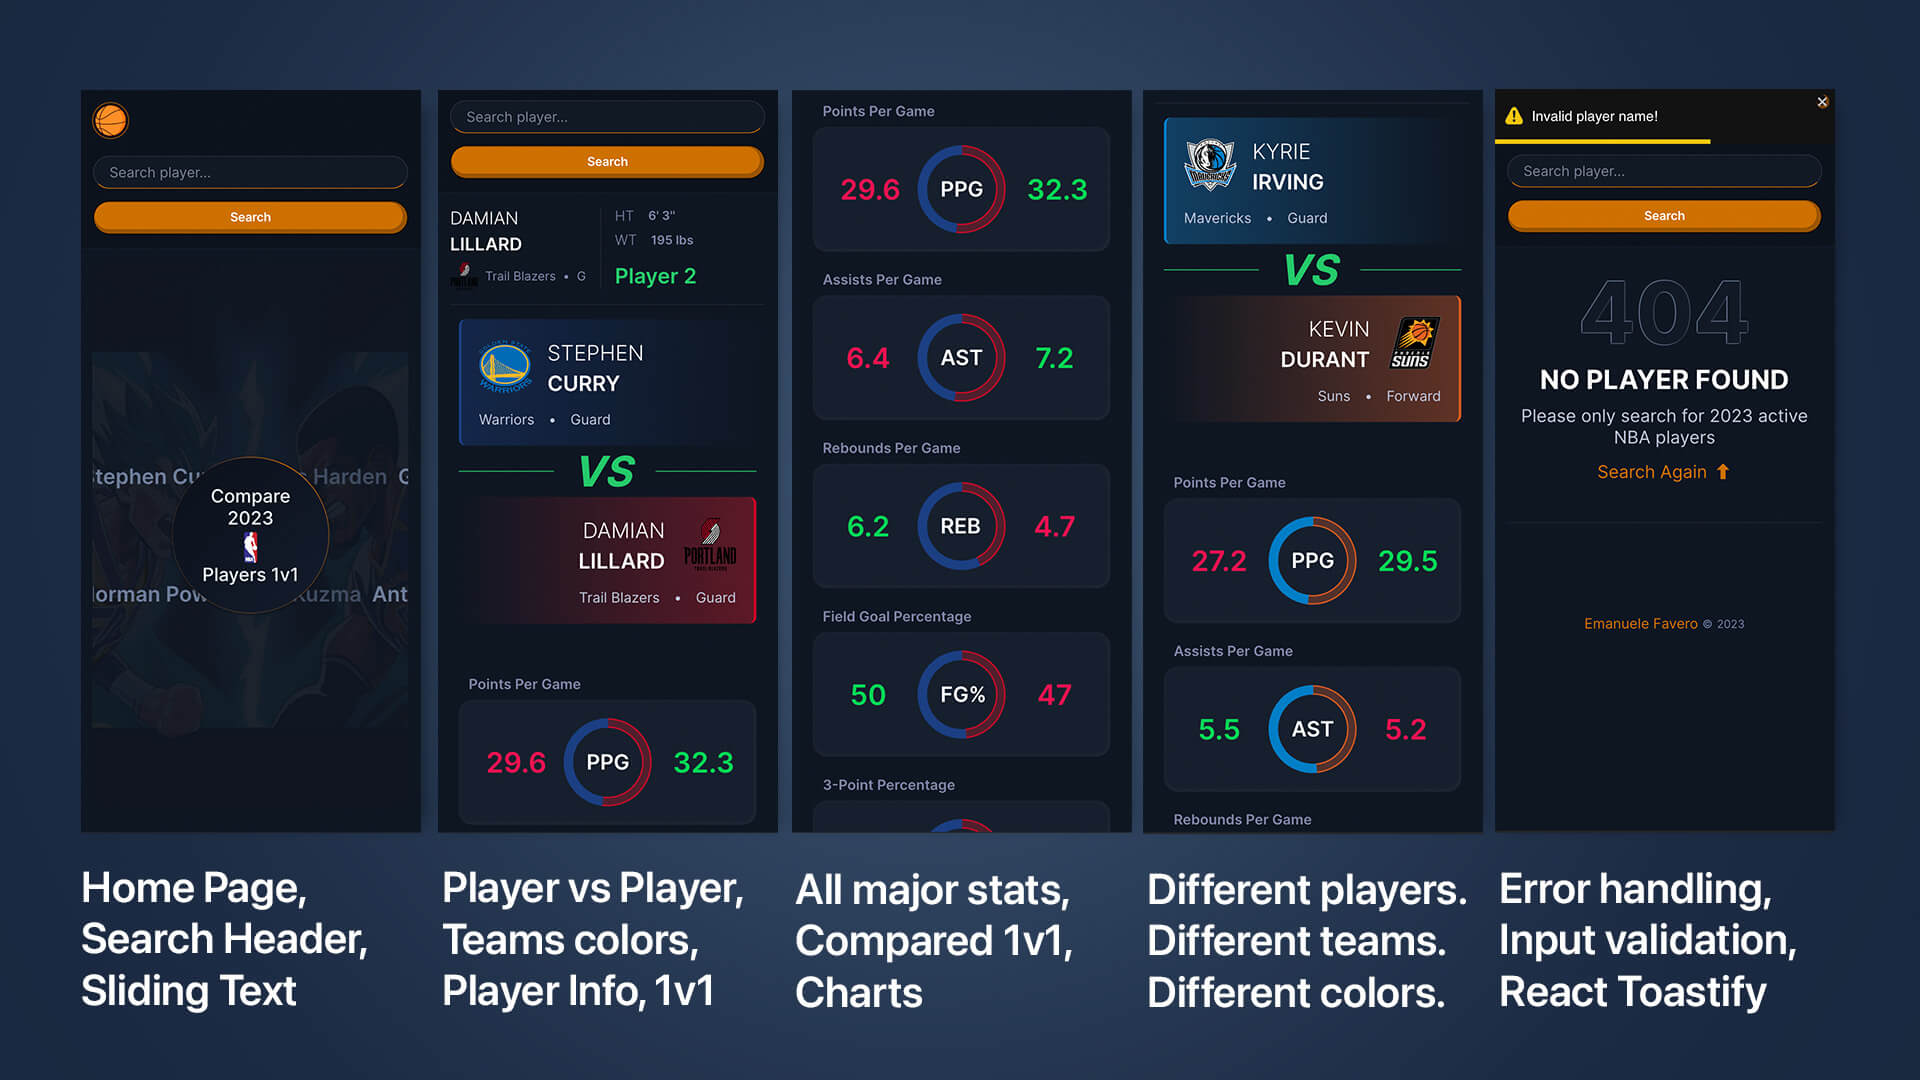 Search player...
Search
tephen Cu
Harden G
Compare
2023
Players 1v1
orman Pow
uzma Ant
Home Page,
Search Header,
Sliding Text
Search player...
Search
DAMIAN
LILLARD
Trail Blazers • G
HT 6' 3"
WT 195 lbs
Player 2
GOLDEN STATE
WARRIORS
STEPHEN
CURRY
Warriors • Guard
VS
DAMIAN
LILLARD
PORTLAND
TRAIL BLAZERS
Trail Blazers • Guard
Points Per Game
29.6 PPG 32.3
Player vs Player,
Teams colors,
Player Info, 1v1
Points Per Game
29.6 PPG 32.3
Assists Per Game
6.4 AST 7.2
Rebounds Per Game
6.2 REB 4.7
Field Goal Percentage
50 FG% 47
3-Point Percentage
All major stats,
Compared 1v1,
Charts
MAVERICKS
KYRIE
IRVING
Mavericks • Guard
VS
KEVIN
DURANT
PHOENIX
SUNS
Suns • Forward
Points Per Game
27.2 PPG 29.5
Assists Per Game
5.5 AST 5.2
Rebounds Per Game
Different players.
Different teams.
Different colors.
Invalid player name!
Search player...
Search
404
NO PLAYER FOUND
Please only search for 2023 active
NBA players
Search Again ⬆
Emanuele Favero © 2023
Error handling,
Input validation,
React Toastify